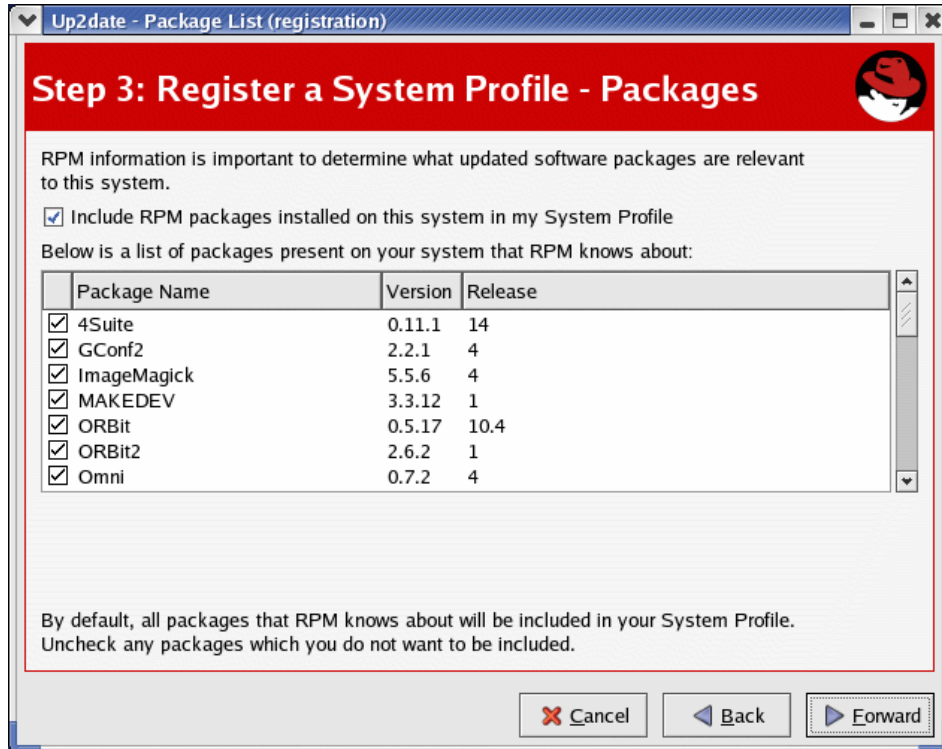 Up2date - Package List (registration)
Step 3: Register a System Profile - Packages
RPM information is important to determine what updated software packages are relevant
to this system.
Include RPM packages installed on this system in my System Profile
Below is a list of packages present on your system that RPM knows about:
Package Name Version Release
4Suite 0.11.1 14
GConf2 2.2.1 4
ImageMagick 5.5.6 4
MAKEDEV 3.3.12 1
ORBit 0.5.17 10.4
ORBit2 2.6.2 1
Omni 0.7.2 4
By default, all packages that RPM knows about will be included in your System Profile.
Uncheck any packages which you do not want to be included.
Cancel Back Forward